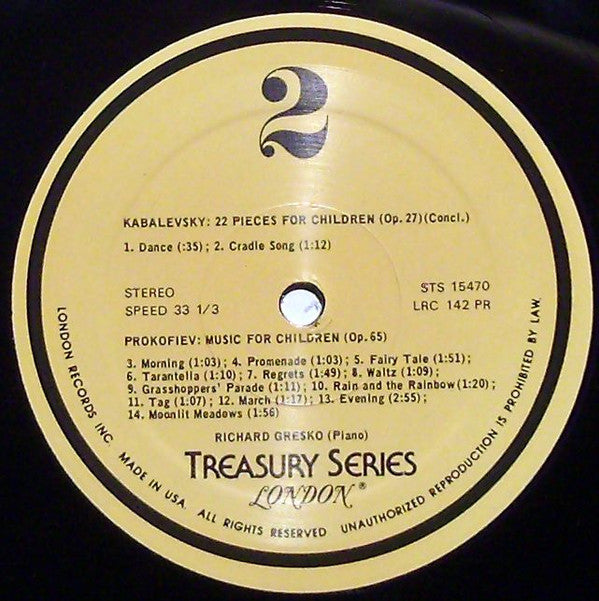 2
KABALEVSKY: 22 PIECES FOR CHILDREN (Op. 27)(Concl.)
1. Dance (:35); 2. Cradle Song (1:12)
STEREO
SPEED 33 1/3
STS 15470
LRC 142 PR
PROKOFIEV: MUSIC FOR CHILDREN (Op.65)
3. Morning (1:03); 4. Promenade (1:03); 5. Fairy Tale (1:51);
6. Tarantella (1:10); 7. Regrets (1:49); 8. Waltz (1:09);
9. Grasshoppers' Parade (1:11); 10. Rain and the Rainbow(1:20);
11. Tag (1:07); 12. March (1:17); 13. Evening (2:55);
14. Moonlit Meadows (1:56)
RICHARD GRESKO (Piano)
TREASURY SERIES
LONDON®
LONDON RECORDS INC. MADE IN USA. ALL RIGHTS RESERVED UNAUTHORIZED REPRODUCTION IS PROHIBITED BY LAW.